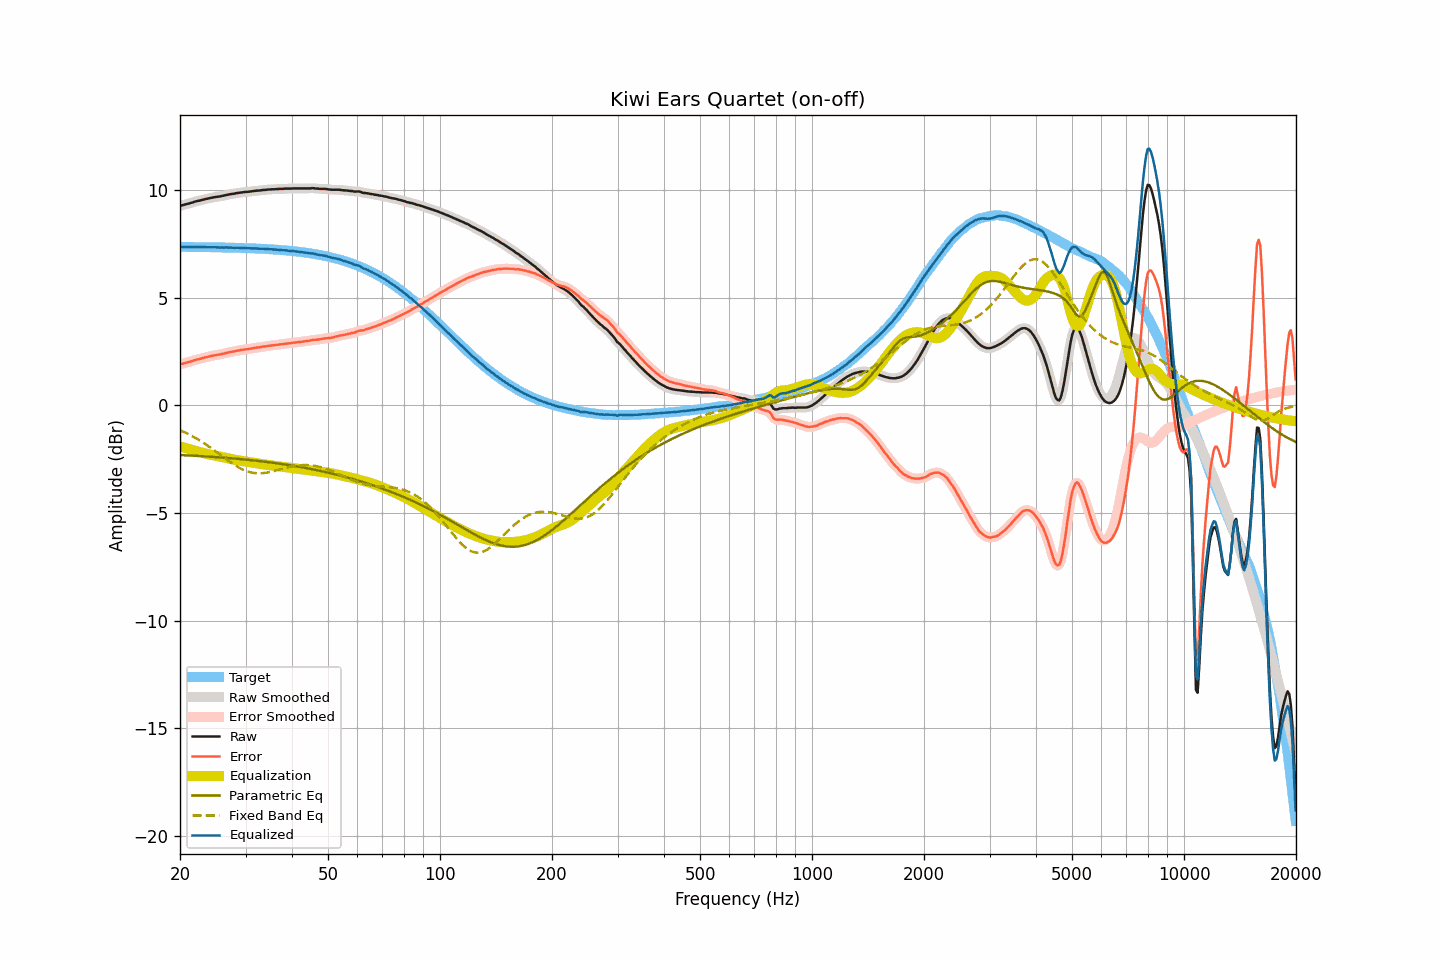 Kiwi Ears Quartet (on-off)
10
5
0
−5
−10
−15
−20
Amplitude (dBr)
Target
Raw Smoothed
Error Smoothed
Raw
Error
Equalization
Parametric Eq
Fixed Band Eq
Equalized
20 50 100 200 500 1000 2000 5000 10000 20000
Frequency (Hz)